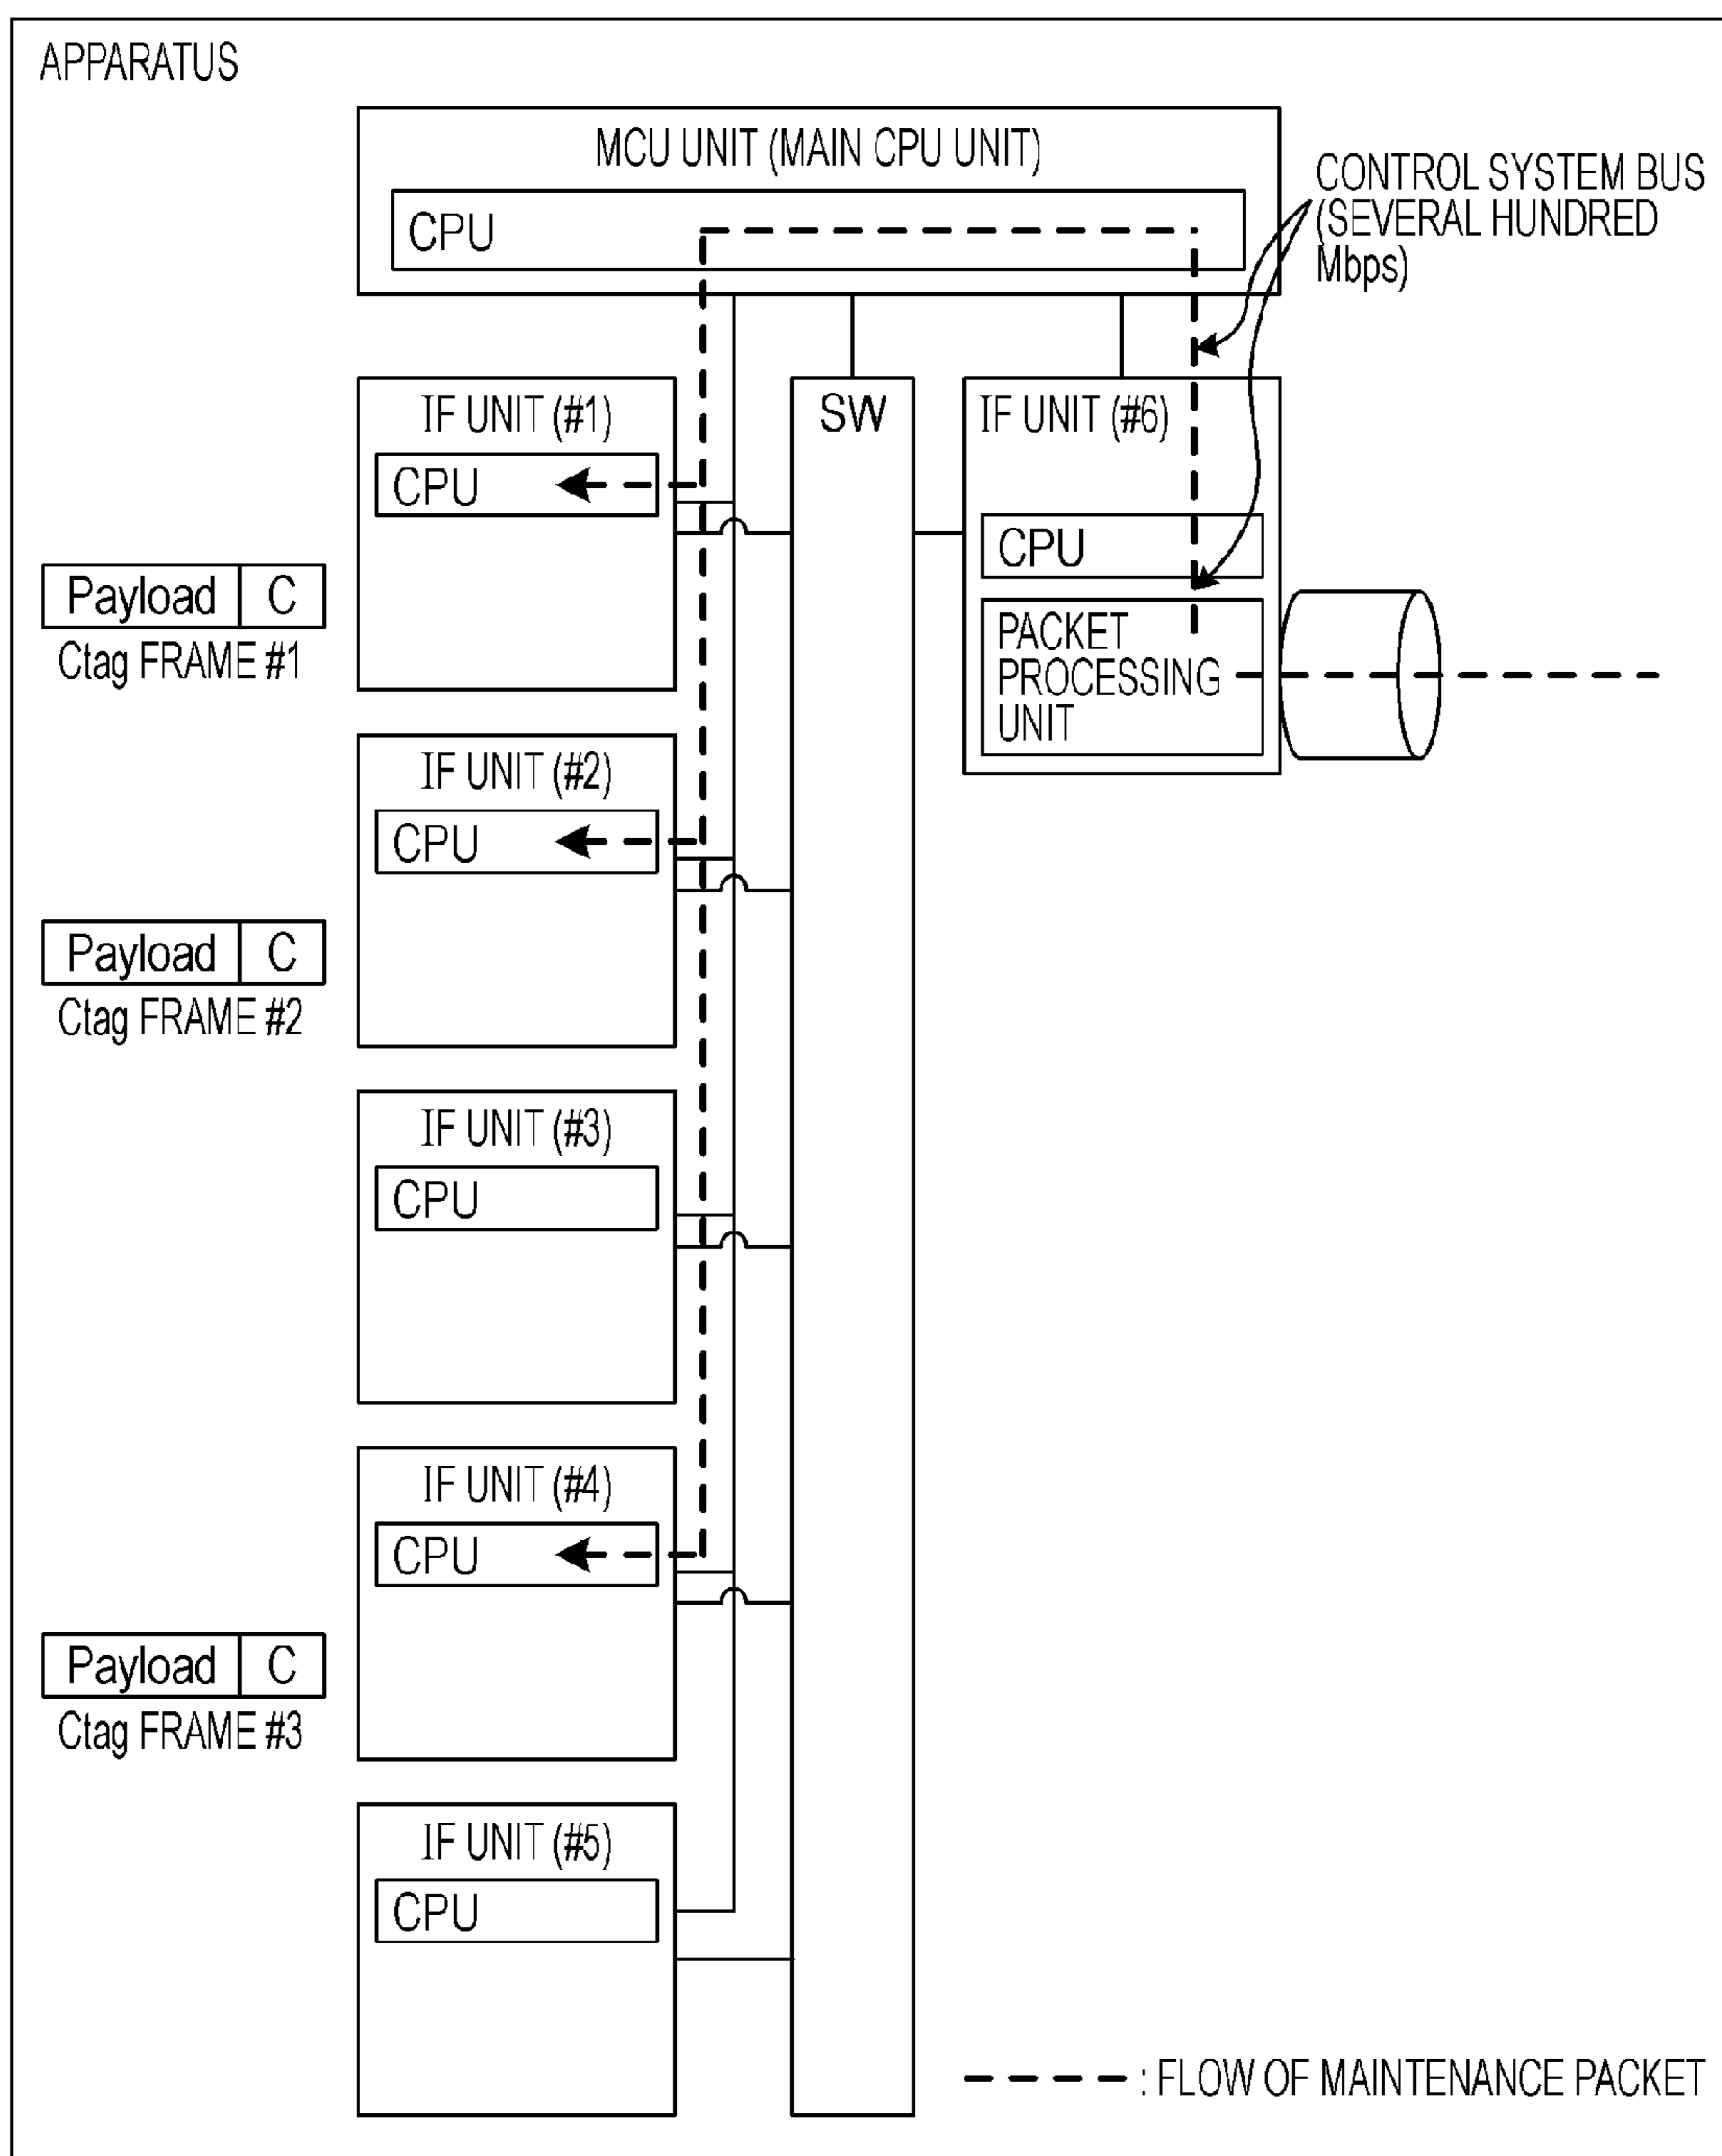 APPARATUS
MCU UNIT (MAIN CPU UNIT)
CPU
CONTROL SYSTEM BUS
(SEVERAL HUNDRED
Mbps)
IF UNIT (#1)
CPU
SW
IF UNIT (#6)
CPU
PACKET
PROCESSING
UNIT
Payload C
Ctag FRAME #1
IF UNIT (#2)
CPU
Payload C
Ctag FRAME #2
IF UNIT (#3)
CPU
IF UNIT (#4)
CPU
Payload C
Ctag FRAME #3
IF UNIT (#5)
CPU
: FLOW OF MAINTENANCE PACKET